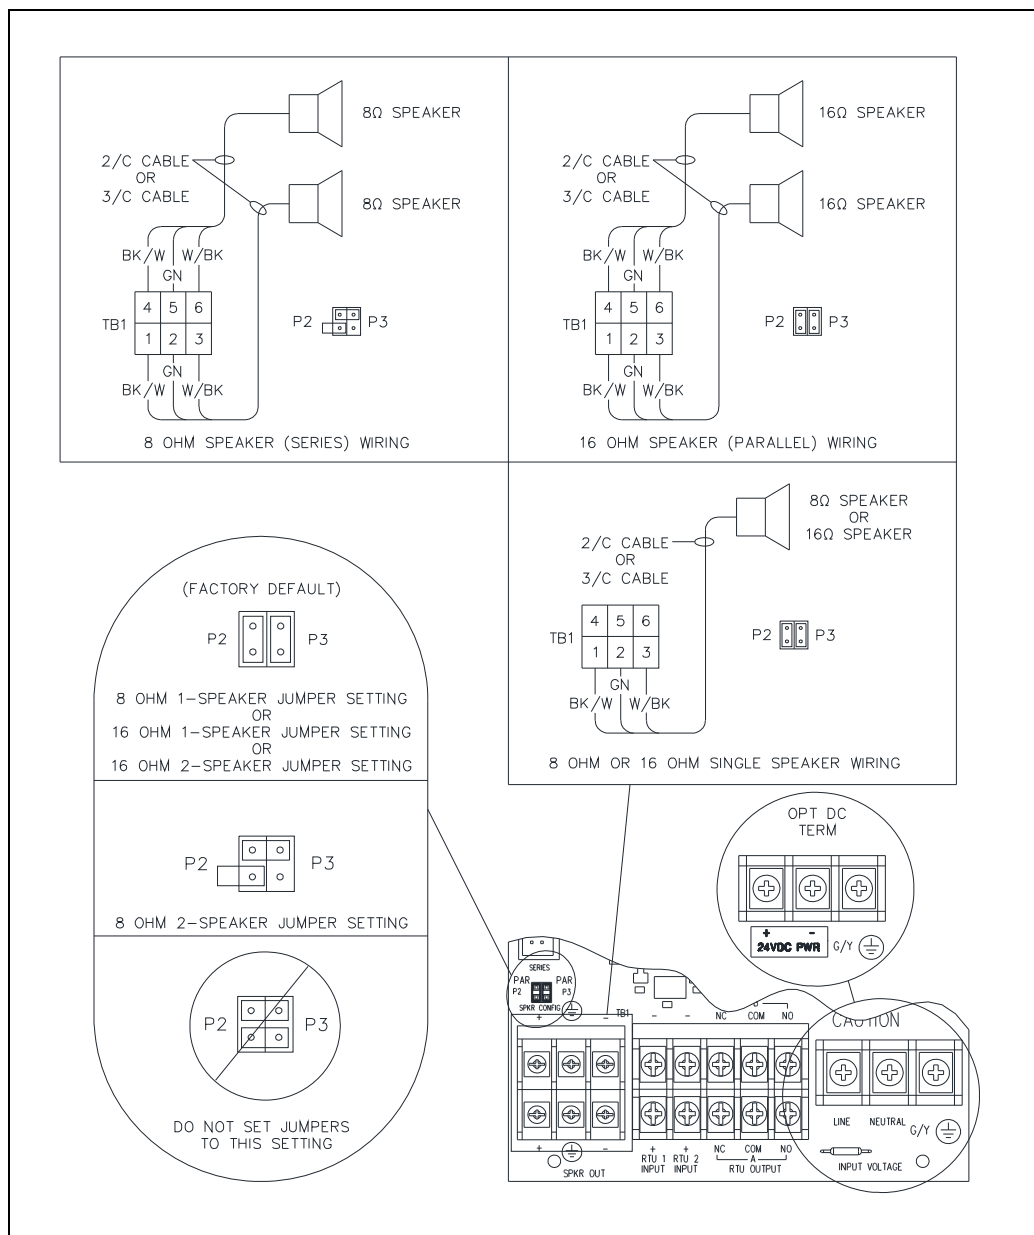 8Ω SPEAKER
2/C CABLE
OR
3/C CABLE
8Ω SPEAKER
BK/W W/BK
GN
4 5 6
TB1
1 2 3
P2 P3
GN
BK/W W/BK
8 OHM SPEAKER (SERIES) WIRING
16Ω SPEAKER
2/C CABLE
OR
3/C CABLE
16Ω SPEAKER
BK/W W/BK
GN
4 5 6
TB1
1 2 3
P2 P3
GN
BK/W W/BK
16 OHM SPEAKER (PARALLEL) WIRING
8Ω SPEAKER
OR
16Ω SPEAKER
2/C CABLE
OR
3/C CABLE
4 5 6
TB1
1 2 3
P2 P3
GN
BK/W W/BK
8 OHM OR 16 OHM SINGLE SPEAKER WIRING
(FACTORY DEFAULT)
P2 P3
8 OHM 1-SPEAKER JUMPER SETTING
OR
16 OHM 1-SPEAKER JUMPER SETTING
OR
16 OHM 2-SPEAKER JUMPER SETTING
P2 P3
8 OHM 2-SPEAKER JUMPER SETTING
P2 P3
DO NOT SET JUMPERS
TO THIS SETTING
OPT DC
TERM
+ -
24VDC PWR G/Y
SERIES
PAR PAR
P2 P3
SPKR CONFIG
+ - TB1 - - NC COM NO
CAUTION
LINE NEUTRAL G/Y
INPUT VOLTAGE
+ -
SPKR OUT
+ + NC COM NO
RTU 1 RTU 2 A
INPUT INPUT RTU OUTPUT